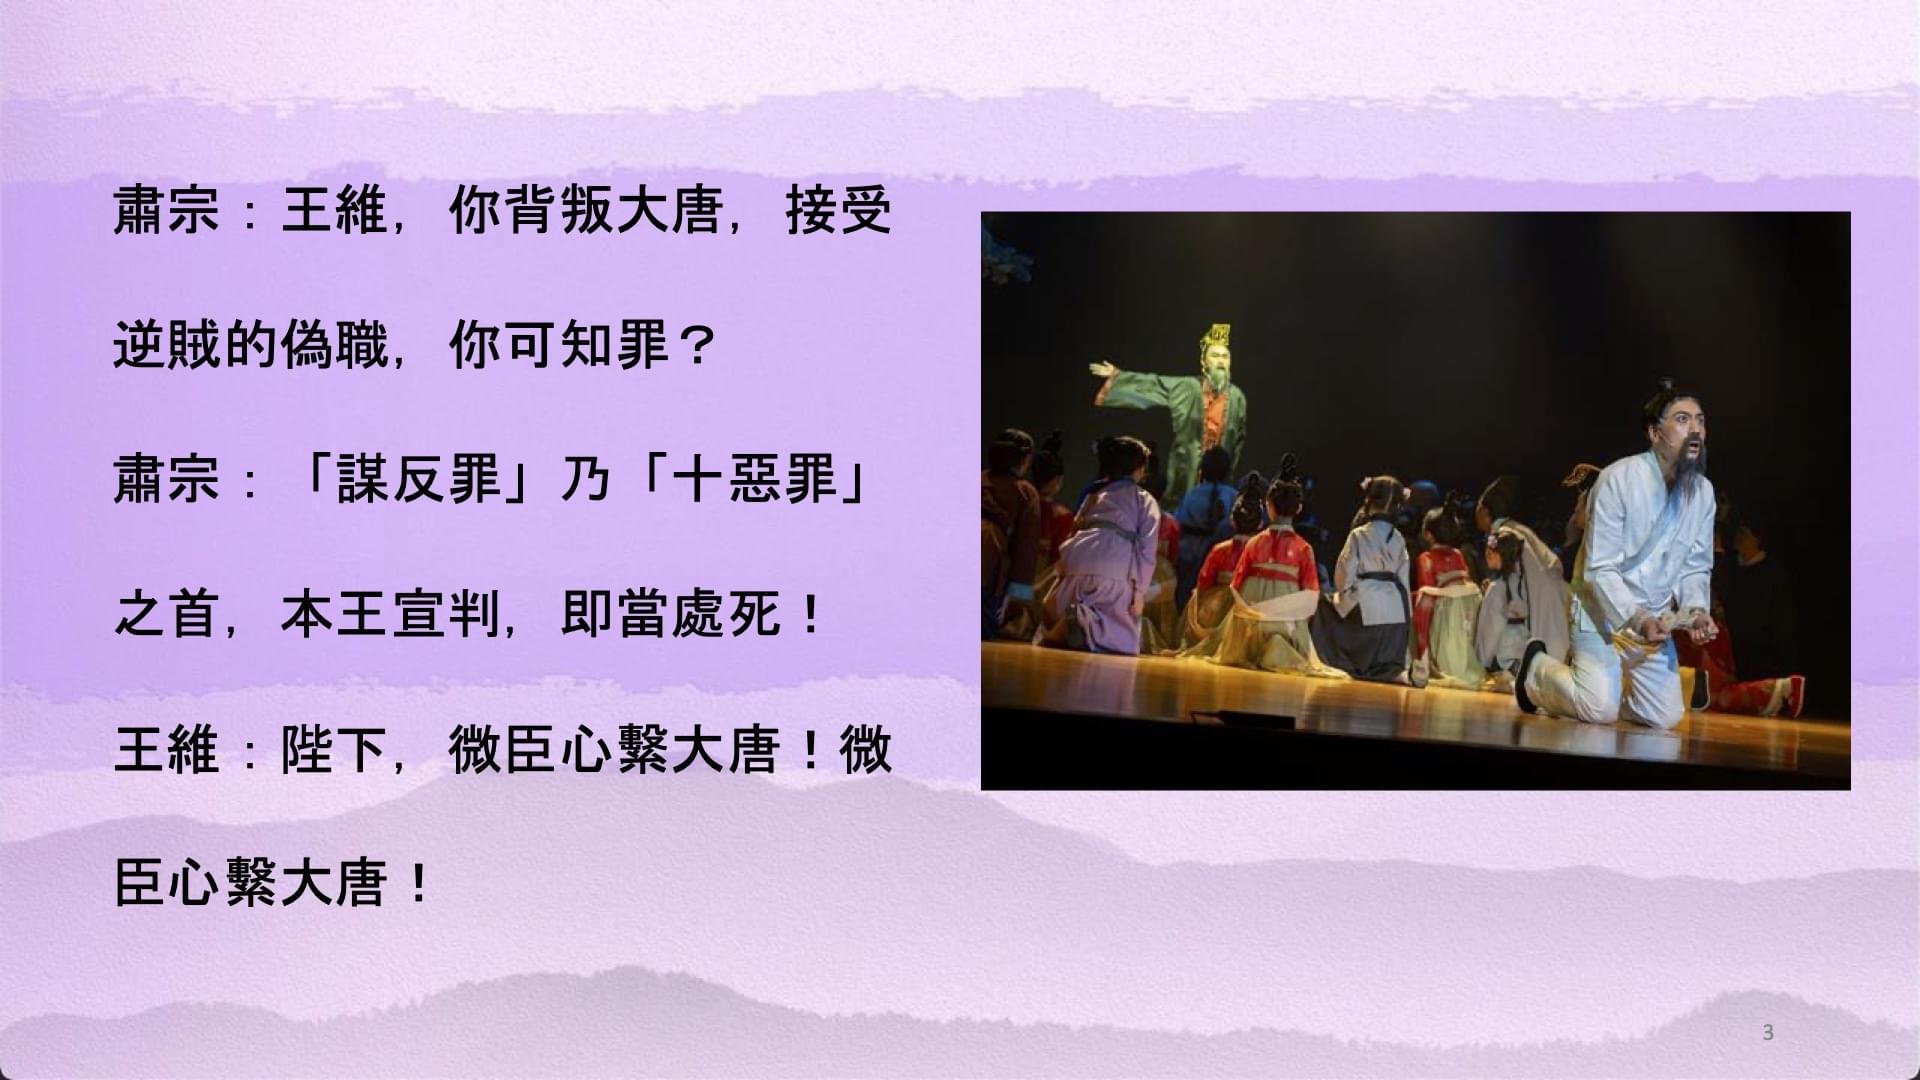 肅宗：王維，你背叛大唐，接受
逆賊的偽職，你可知罪？
肅宗：「謀反罪」乃「十惡罪」
之首，本王宣判，即當處死！
王維：陛下，微臣心繫大唐！微
臣心繫大唐！
3